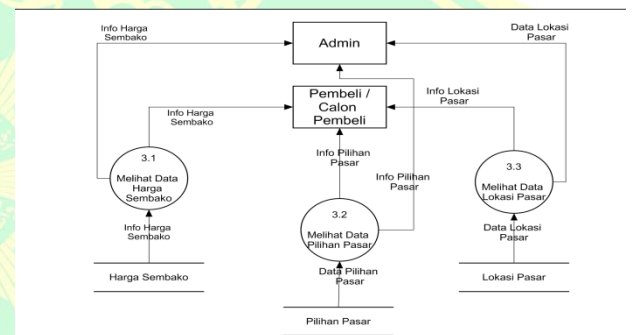 Info Harga
Sembako
Admin
Data Lokasi
Pasar
Pembeli /
Calon
Pembeli
Info Harga
Sembako
Info Lokasi
Pasar
Info Pilihan
Pasar
Info Pilihan
Pasar
3.1
Melihat Data
Harga
Sembako
3.2
Melihat Data
Pilihan Pasar
3.3
Melihat Data
Lokasi Pasar
Info Harga
Sembako
Data Pilihan
Pasar
Data Lokasi
Pasar
Harga Sembako
Pilihan Pasar
Lokasi Pasar